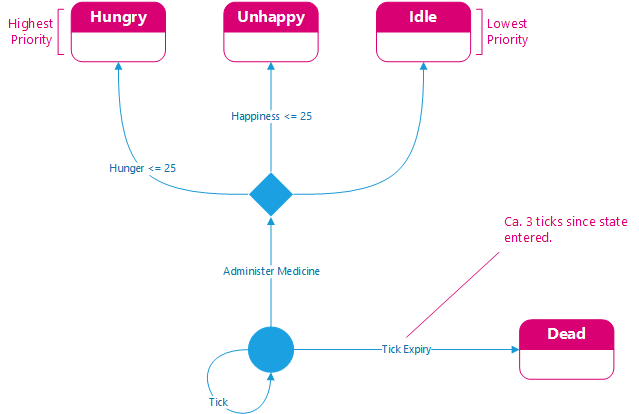 Highest
Priority
Hungry
Unhappy
Idle
Lowest
Priority
Happiness <= 25
Hunger <= 25
Ca. 3 ticks since state
entered.
Administer Medicine
Dead
Tick Expiry
Tick